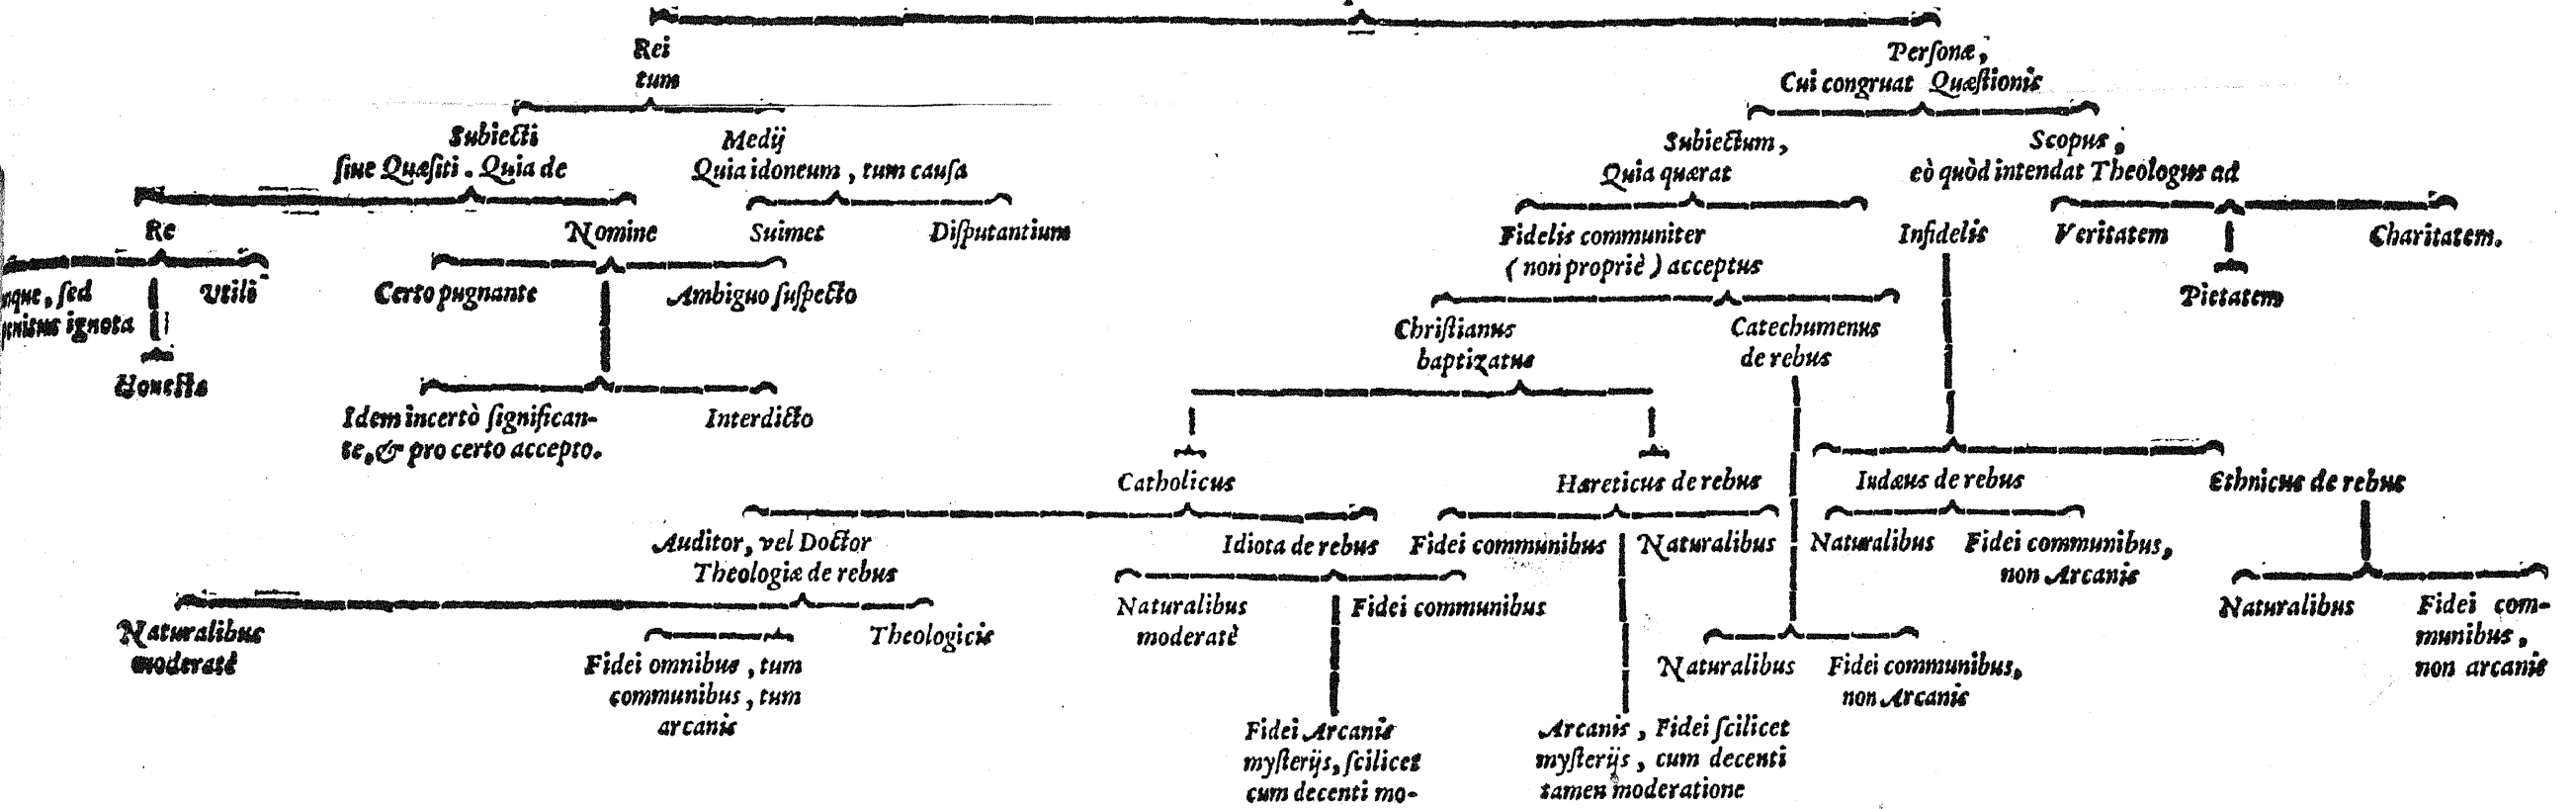 Rei
tum
Personæ,
Cui congruat Quæſtionis
Subiecti
ſiue Quæſiti. Quia de
Medij
Quia idoneum, tum cauſa
Subiectum,
Quia quærat
Scopus,
eò quòd intendat Theologus ad
Re
Nomine
Suimet
Diſputantium
Fidelis communiter
(non propriè) acceptus
Infidelis
Veritatem
Charitatem.
Pietatem
ſed
ignota
Vtili
Honeſta
Certo pugnante
Ambiguo ſuſpecto
Idem incertò ſignifican-
te, & pro certo accepto.
Interdicto
Chriſtianus
baptizatus
Catechumenus
de rebus
Catholicus
Hæreticus de rebus
Iudæus de rebus
Ethnicus de rebus
Auditor, vel Doctor
Theologiæ de rebus
Idiota de rebus
Fidei communibus
Naturalibus
Naturalibus
Fidei communibus,
non Arcanis
Naturalibus
moderatè
Fidei omnibus, tum
communibus, tum
arcanis
Theologicis
Naturalibus
moderatè
Fidei communibus
Fidei Arcanis
myſterijs, ſcilicet
cum decenti mo-
Arcanis, Fidei ſcilicet
myſterijs, cum decenti
tamen moderatione
Naturalibus
Fidei communibus,
non Arcanis
Naturalibus
Fidei com-
munibus,
non arcanis